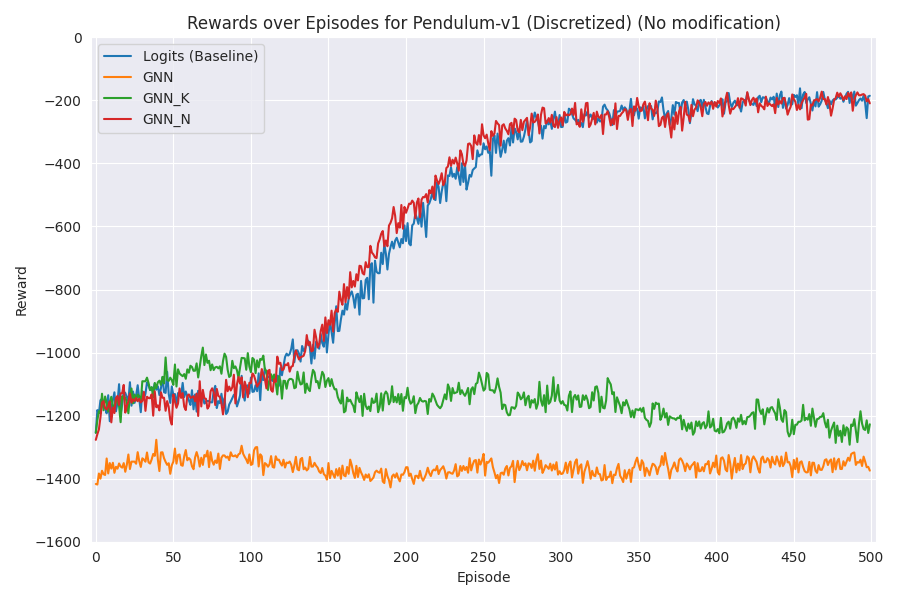 Rewards over Episodes for Pendulum-v1 (Discretized) (No modification)
Logits (Baseline)
GNN
GNN_K
GNN_N
0
−200
−400
−600
−800
−1000
−1200
−1400
−1600
Reward
0 50 100 150 200 250 300 350 400 450 500
Episode